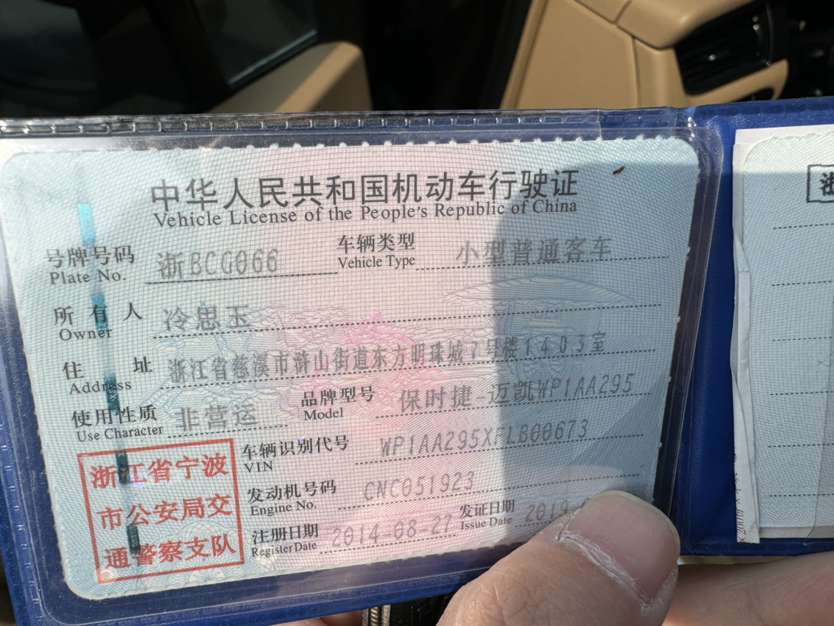 中华人民共和国机动车行驶证
Vehicle License of the People's Republic of China
号牌号码 浙BCG066 车辆类型 小型普通客车
Plate No. Vehicle Type
所有人 冷思玉
Owner
住址 浙江省慈溪市浒山街道东方明珠城7号楼1403室
Address
使用性质 非营运 品牌型号 保时捷-迈凯WP1AA295
Use Character Model
浙江省宁波
市公安局交
通警察支队
车辆识别代号 WP1AA295XFLB00673
VIN
发动机号码 CNC051923
Engine No.
注册日期 2014-08-27 发证日期 2019
Register Date Issue Date
浙